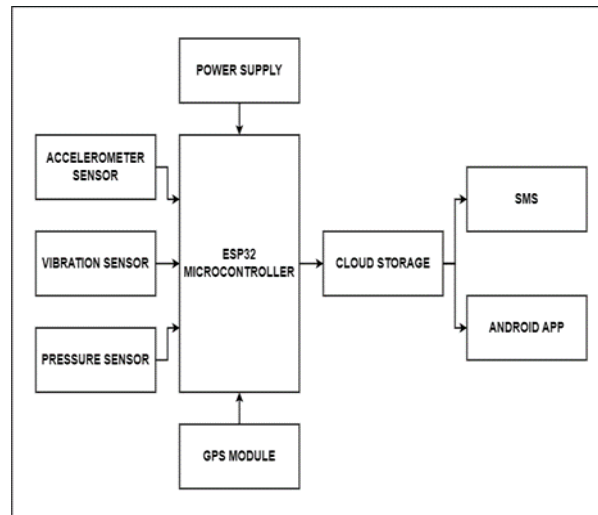 POWER SUPPLY
ACCELEROMETER
SENSOR
VIBRATION SENSOR
PRESSURE SENSOR
ESP32
MICROCONTROLLER
GPS MODULE
CLOUD STORAGE
SMS
ANDROID APP